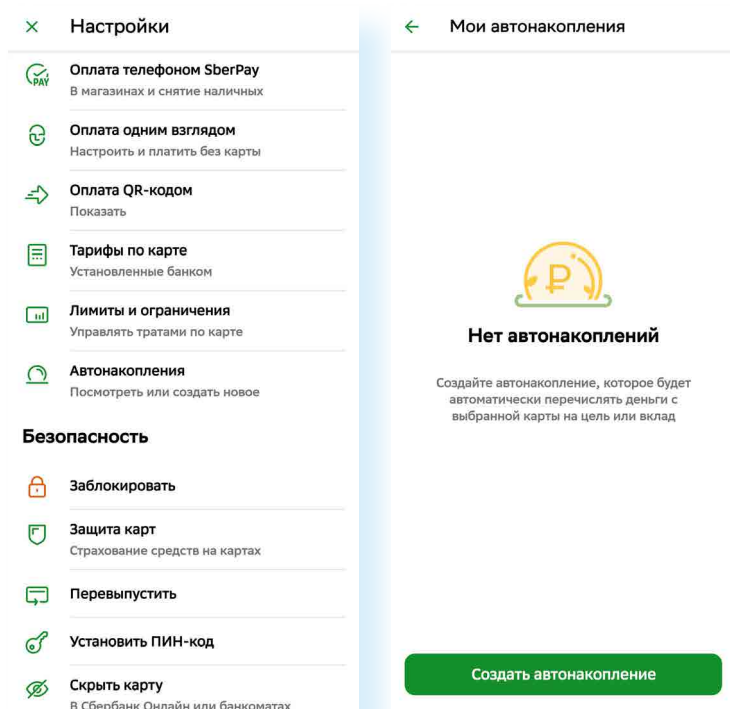 Настройки
PAY
Оплата телефоном SberPay
В магазинах и снятие наличных
Оплата одним взглядом
Настроить и платить без карты
Оплата QR-кодом
Показать
Тарифы по карте
Установленные банком
Лимиты и ограничения
Управлять тратами по карте
Автонакопления
Посмотреть или создать новое
Безопасность
Заблокировать
Защита карт
Страхование средств на картах
Перевыпустить
Установить ПИН-код
Скрыть карту
В Сбербанк Онлайн или банкоматах
Мои автонакопления
₽
Нет автонакоплений
Создайте автонакопление, которое будет
автоматически перечислять деньги с
выбранной карты на цель или вклад
Создать автонакопление